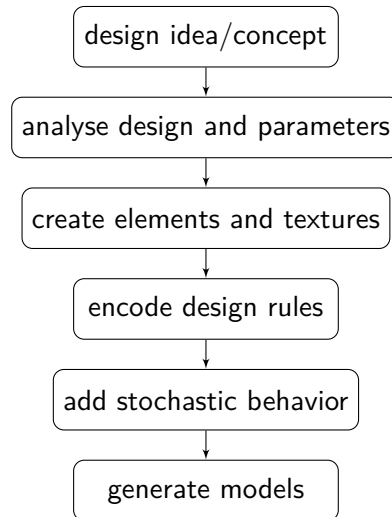 design idea/concept
analyse design and parameters
create elements and textures
encode design rules
add stochastic behavior
generate models